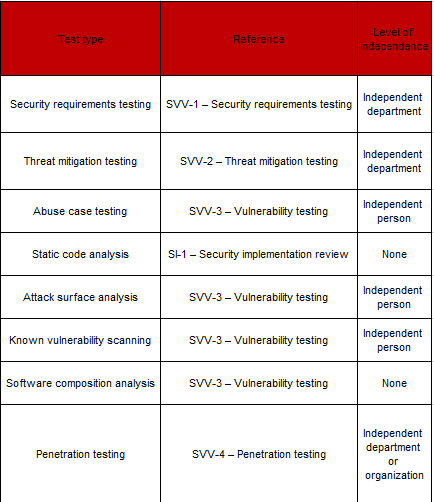 Test type
Reference
Level of
independence
Security requirements testing
SVV-1 – Security requirements testing
Independent
department
Threat mitigation testing
SVV-2 – Threat mitigation testing
Independent
department
Abuse case testing
SVV-3 – Vulnerability testing
Independent
person
Static code analysis
SI-1 – Security implementation review
None
Attack surface analysis
SVV-3 – Vulnerability testing
Independent
person
Known vulnerability scanning
SVV-3 – Vulnerability testing
Independent
person
Software composition analysis
SVV-3 – Vulnerability testing
None
Penetration testing
SVV-4 – Penetration testing
Independent
department
or
organization